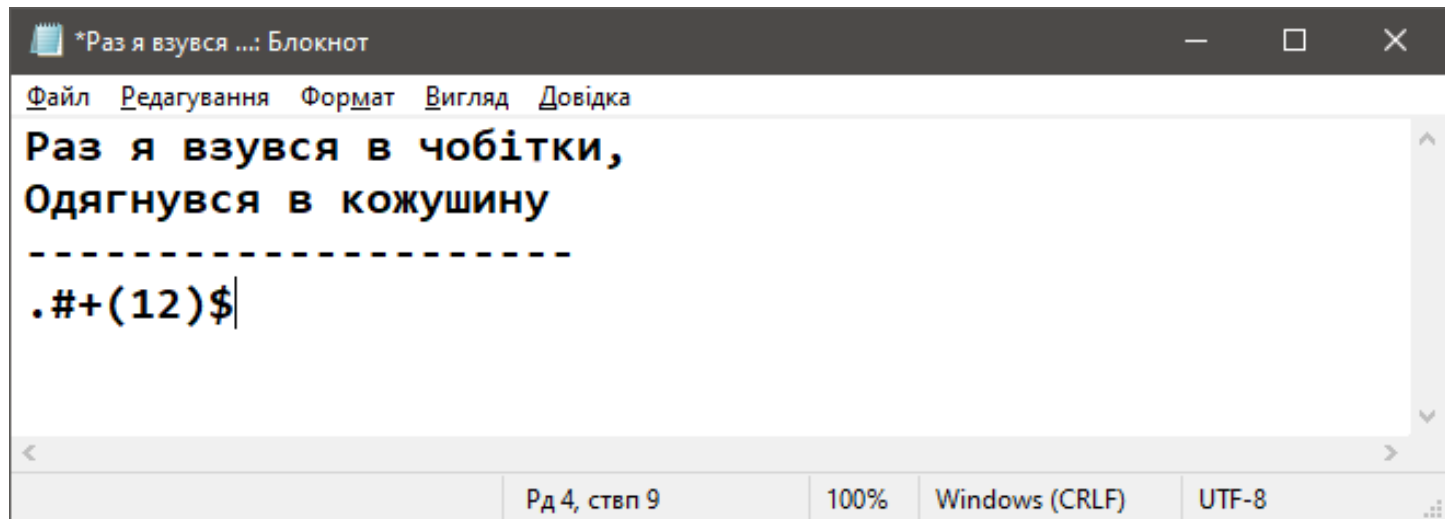 *Раз я взувся ...: Блокнот
Файл Редагування Формат Вигляд Довідка
Раз я взувся в чобітки,
Одягнувся в кожушину
---------------------
.#+(12)$
Рд 4, ствп 9 100% Windows (CRLF) UTF-8